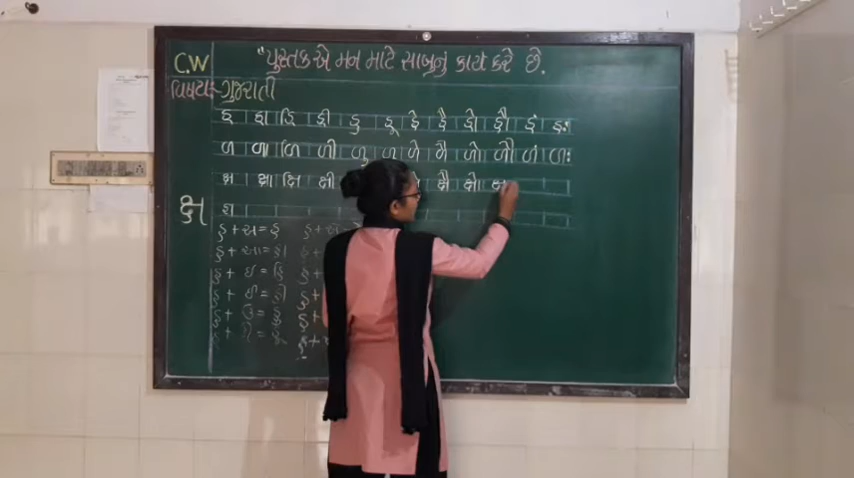 C.W
"પુસ્તક એ મન માટે સાબુનું કાર્ય કરે છે.
વિષય:- ગુજરાતી
હ હા હિ હી હુ હૂ હે હૈ હો હૌ હં હઃ
ળ ળા ળિ ળી ળુ ળૂ ળે ળૈ ળો ળૌ ળં ળઃ
ક્ષ ક્ષા ક્ષિ ક્ષી ક્ષૈ ક્ષો
ક્ષ
જ્ઞ
હ્ + અ = હ
હ્ + આ = હા
હ્ + ઇ = હિ
હ્ + ઈ = હી
હ્ + ઉ = હુ
હ્ + ઊ = હૂ